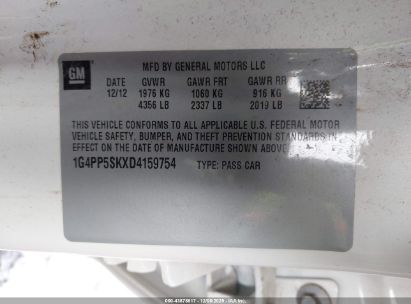 GM
MFD BY GENERAL MOTORS LLC
12/12 GVWR GAWR FRT GAWR RR
1976 KG 1060 KG 916 KG
4356 LB 2337 LB 2019 LB
THIS VEHICLE CONFORMS TO ALL APPLICABLE U.S. FEDERAL MOTOR
VEHICLE SAFETY, BUMPER, AND THEFT PREVENTION STANDARDS IN
EFFECT ON THE DATE OF MANUFACTURE SHOWN ABOVE.
1G4PP5SKXD4159754 TYPE: PASS CAR